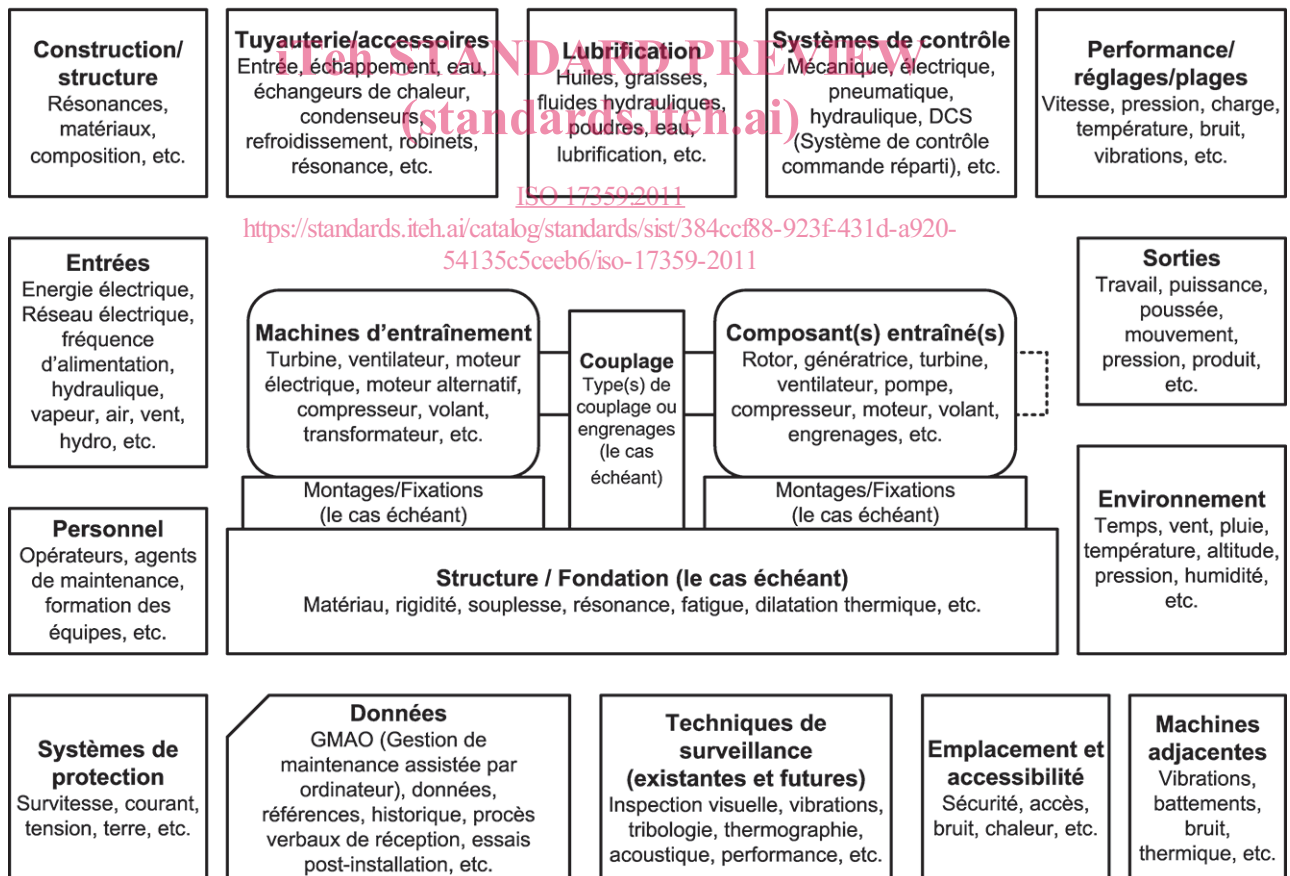 Construction/
structure
Résonances,
matériaux,
composition, etc.
Tuyauterie/accessoires
Entrée, échappement, eau,
échangeurs de chaleur,
condenseurs,
refroidissement, robinets,
résonance, etc.
Lubrification
Huiles, graisses,
fluides hydrauliques,
poudres, eau,
lubrification, etc.
Systèmes de contrôle
Mécanique, électrique,
pneumatique,
hydraulique, DCS
(Système de contrôle
commande réparti), etc.
Performance/
réglages/plages
Vitesse, pression, charge,
température, bruit,
vibrations, etc.
iTeh STANDARD PREVIEW
(standards.iteh.ai)
ISO 17359:2011
https://standards.iteh.ai/catalog/standards/sist/384ccf88-923f-431d-a920-
54135c5ceeb6/iso-17359-2011
Entrées
Energie électrique,
Réseau électrique,
fréquence
d'alimentation,
hydraulique,
vapeur, air, vent,
hydro, etc.
Machines d'entraînement
Turbine, ventilateur, moteur
électrique, moteur alternatif,
compresseur, volant,
transformateur, etc.
Couplage
Type(s) de
couplage ou
engrenages
(le cas
échéant)
Composant(s) entraîné(s)
Rotor, génératrice, turbine,
ventilateur, pompe,
compresseur, moteur, volant,
engrenages, etc.
Sorties
Travail, puissance,
poussée,
mouvement,
pression, produit,
etc.
Montages/Fixations
(le cas échéant)
Montages/Fixations
(le cas échéant)
Personnel
Opérateurs, agents
de maintenance,
formation des
équipes, etc.
Structure / Fondation (le cas échéant)
Matériau, rigidité, souplesse, résonance, fatigue, dilatation thermique, etc.
Environnement
Temps, vent, pluie,
température, altitude,
pression, humidité,
etc.
Systèmes de
protection
Survitesse, courant,
tension, terre, etc.
Données
GMAO (Gestion de
maintenance assistée par
ordinateur), données,
références, historique, procès
verbaux de réception, essais
post-installation, etc.
Techniques de
surveillance
(existantes et futures)
Inspection visuelle, vibrations,
tribologie, thermographie,
acoustique, performance, etc.
Emplacement et
accessibilité
Sécurité, accès,
bruit, chaleur, etc.
Machines
adjacentes
Vibrations,
battements,
bruit,
thermique, etc.